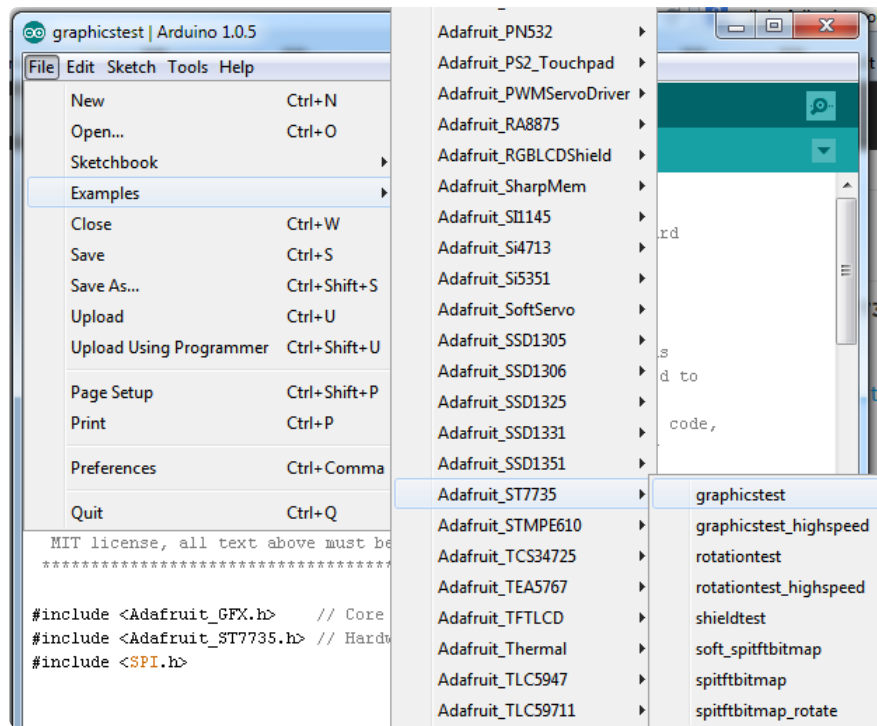 graphicstest | Arduino 1.0.5
File Edit Sketch Tools Help
New Ctrl+N
Open... Ctrl+O
Sketchbook
Examples
Close Ctrl+W
Save Ctrl+S
Save As... Ctrl+Shift+S
Upload Ctrl+U
Upload Using Programmer Ctrl+Shift+U
Page Setup Ctrl+Shift+P
Print Ctrl+P
Preferences Ctrl+Comma
Quit Ctrl+Q
Adafruit_PN532
Adafruit_PS2_Touchpad
Adafruit_PWMServoDriver
Adafruit_RA8875
Adafruit_RGBLCDShield
Adafruit_SharpMem
Adafruit_SI1145
Adafruit_Si4713
Adafruit_Si5351
Adafruit_SoftServo
Adafruit_SSD1305
Adafruit_SSD1306
Adafruit_SSD1325
Adafruit_SSD1331
Adafruit_SSD1351
Adafruit_ST7735
Adafruit_STMPE610
Adafruit_TCS34725
Adafruit_TEA5767
Adafruit_TFTLCD
Adafruit_Thermal
Adafruit_TLC5947
Adafruit_TLC59711
graphicstest
graphicstest_highspeed
rotationtest
rotationtest_highspeed
shieldtest
soft_spitftbitmap
spitftbitmap
spitftbitmap_rotate
rd
s
d to
code,
MIT license, all text above must be
#include <Adafruit_GFX.h> // Core
#include <Adafruit_ST7735.h> // Hardw
#include <SPI.h>